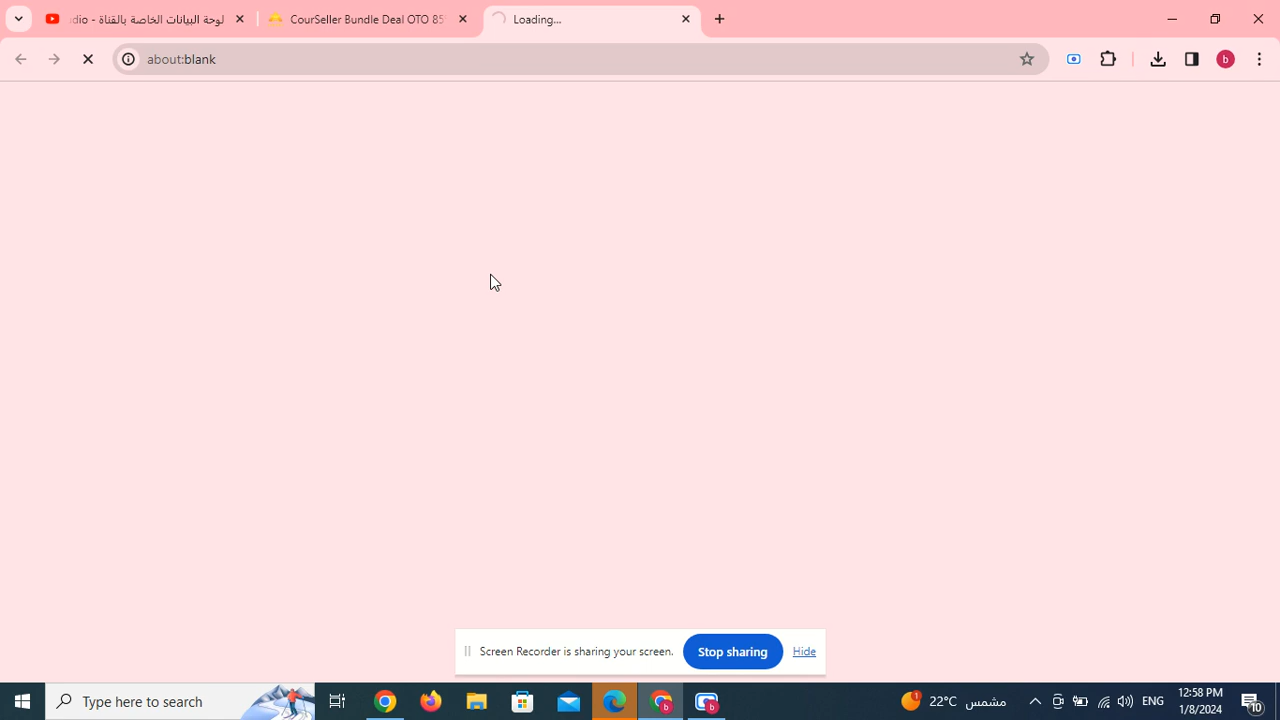 لوحة البيانات الخاصة بالقناة - dio
CourSeller Bundle Deal OTO 85
Loading...
about:blank
b
Screen Recorder is sharing your screen.
Stop sharing
Hide
Type here to search
b
b
1
22°C
مشمس
ENG
12:58 PM
1/8/2024
10